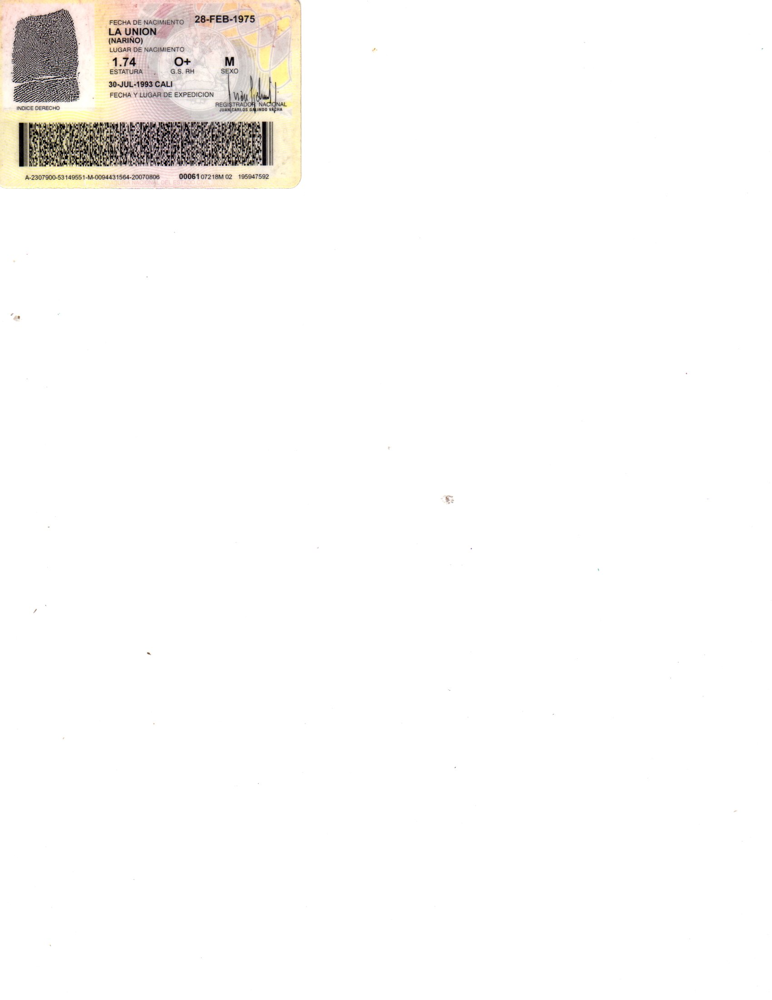 FECHA DE NACIMIENTO 28-FEB-1975
LA UNION
(NARIÑO)
LUGAR DE NACIMIENTO
1.74 O+ M
ESTATURA G.S. RH SEXO
30-JUL-1993 CALI
FECHA Y LUGAR DE EXPEDICION
REGISTRADOR NACIONAL
JUAN CARLOS GALINDO VACHA
INDICE DERECHO
A-2307900-53149551-M-0094431564-20070806 00061 07218M 02 195947592
NACIONAL DEL ESTADO CIVIL